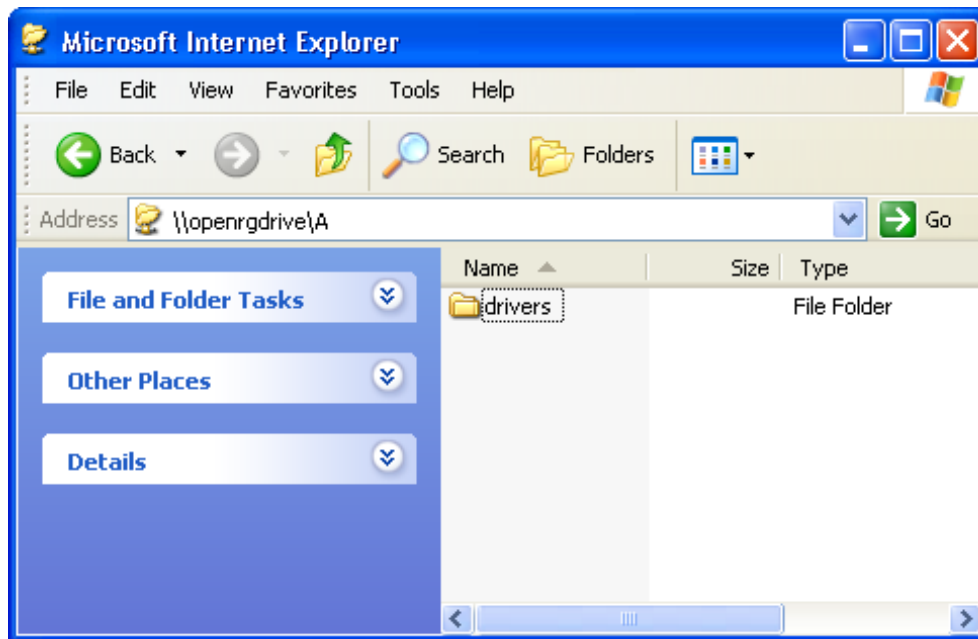 Microsoft Internet Explorer
File Edit View Favorites Tools Help
Back Search Folders
Address \\openrgdrive\A Go
File and Folder Tasks
Other Places
Details
Name Size Type
drivers File Folder